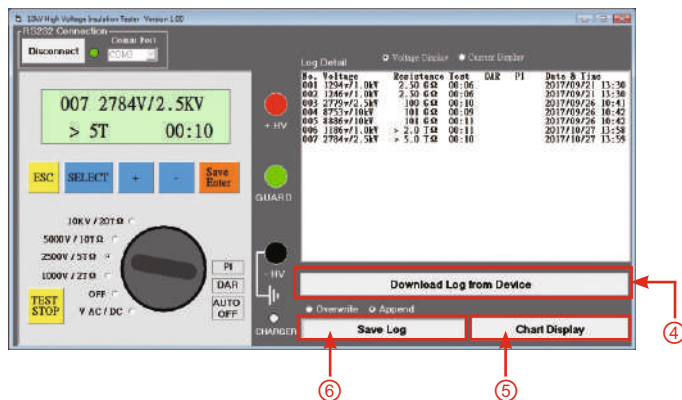 10kV High Voltage Insulation Tester Version 1.00
RS232 Connection
Disconnect
Comm Port
COM3
Log Detail
Voltage Display
Current Display
No. Voltage Resistance Test DAR PI Date & Time
001 1294v/1.0kV 2.50 GΩ 00:06 2017/09/21 13:30
002 1246v/1.0kV 2.50 GΩ 00:06 2017/09/21 13:30
003 2779v/2.5kV 100 GΩ 00:10 2017/09/26 10:41
004 8753v/10kV 101 GΩ 00:09 2017/09/26 10:42
005 8886v/10kV 101 GΩ 00:11 2017/09/26 10:42
006 1186v/1.0kV > 2.0 TΩ 00:11 2017/10/27 13:58
007 2784v/2.5kV > 5.0 TΩ 00:10 2017/10/27 13:59
007 2784V/2.5KV
> 5T 00:10
+ HV
ESC
SELECT
+
-
Save
Enter
GUARD
10KV / 20TΩ
5000V / 10TΩ
2500V / 5TΩ
1000V / 2TΩ
OFF
V AC / DC
TEST
STOP
PI
DAR
AUTO
OFF
- HV
CHARGER
Download Log from Device
Overwrite
Append
Save Log
Chart Display
④
⑥
⑤